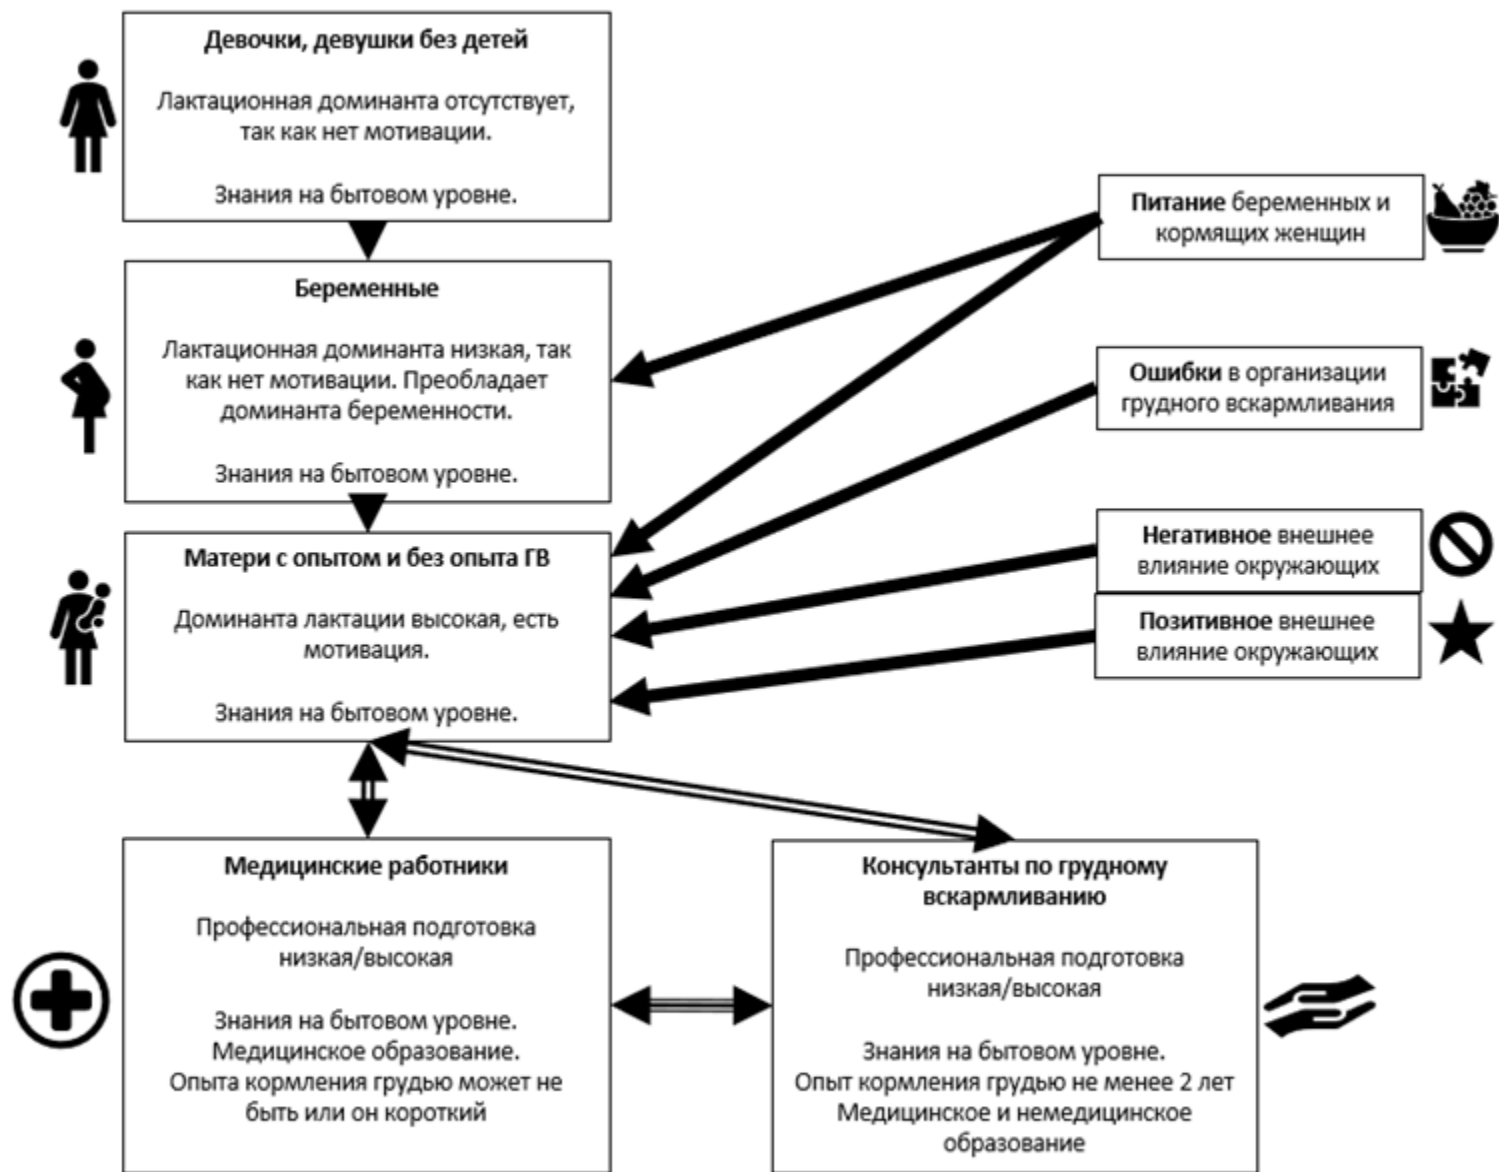 Девочки, девушки без детей
Лактационная доминанта отсутствует,
так как нет мотивации.
Знания на бытовом уровне.
Беременные
Лактационная доминанта низкая, так
как нет мотивации. Преобладает
доминанта беременности.
Знания на бытовом уровне.
Матери с опытом и без опыта ГВ
Доминанта лактации высокая, есть
мотивация.
Знания на бытовом уровне.
Питание беременных и
кормящих женщин
Ошибки в организации
грудного вскармливания
Негативное внешнее
влияние окружающих
Позитивное внешнее
влияние окружающих
Медицинские работники
Профессиональная подготовка
низкая/высокая
Знания на бытовом уровне.
Медицинское образование.
Опыта кормления грудью может не
быть или он короткий
Консультанты по грудному
вскармливанию
Профессиональная подготовка
низкая/высокая
Знания на бытовом уровне.
Опыт кормления грудью не менее 2 лет
Медицинское и немедицинское
образование